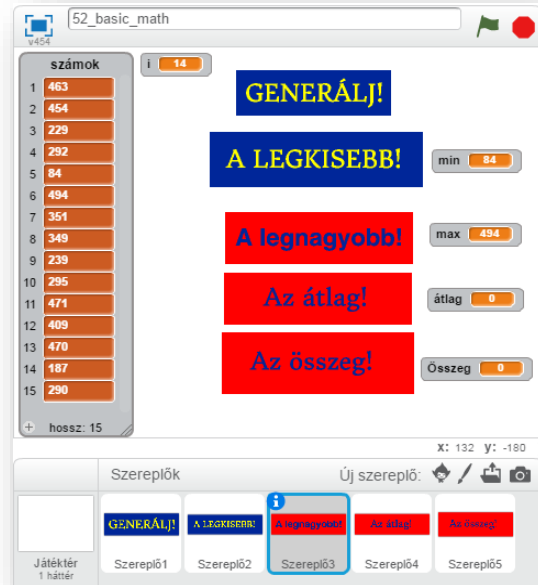 52_basic_math
v454
számok
1 463
2 454
3 229
4 292
5 84
6 494
7 351
8 349
9 239
10 295
11 471
12 409
13 470
14 187
15 290
hossz: 15
i 14
GENERÁLJ!
A LEGKISEBB!
min 84
A legnagyobb!
max 494
Az átlag!
átlag 0
Az összeg!
Összeg 0
x: 132 y: -180
Szereplők
Új szereplő:
Játéktér
1 háttér
GENERÁLJ!
Szereplő1
A LEGKISEBB!
Szereplő2
A legnagyobb!
Szereplő3
Az átlag!
Szereplő4
Az összeg!
Szereplő5